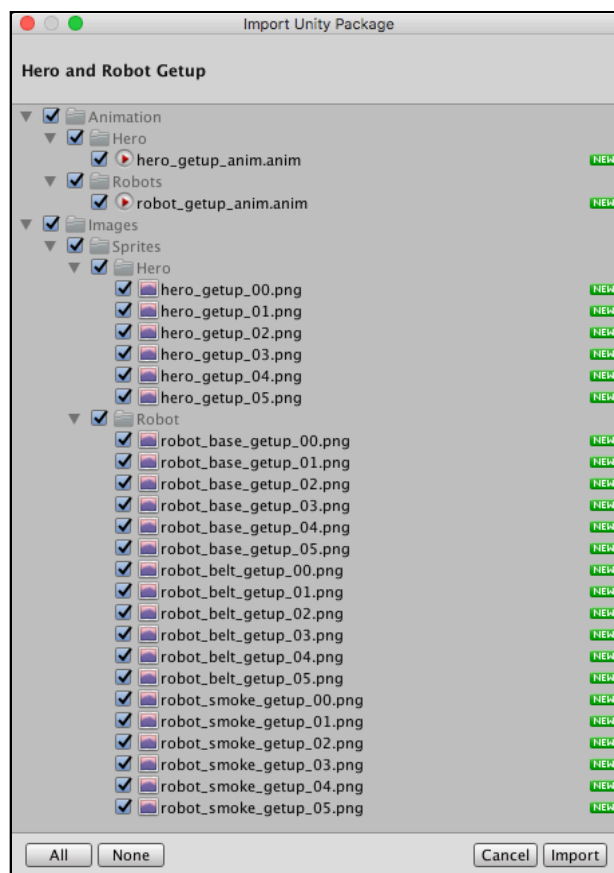 Import Unity Package
Hero and Robot Getup
Animation
Hero
hero_getup_anim.anim NEW
Robots
robot_getup_anim.anim NEW
Images
Sprites
Hero
hero_getup_00.png NEW
hero_getup_01.png NEW
hero_getup_02.png NEW
hero_getup_03.png NEW
hero_getup_04.png NEW
hero_getup_05.png NEW
Robot
robot_base_getup_00.png NEW
robot_base_getup_01.png NEW
robot_base_getup_02.png NEW
robot_base_getup_03.png NEW
robot_base_getup_04.png NEW
robot_base_getup_05.png NEW
robot_belt_getup_00.png NEW
robot_belt_getup_01.png NEW
robot_belt_getup_02.png NEW
robot_belt_getup_03.png NEW
robot_belt_getup_04.png NEW
robot_belt_getup_05.png NEW
robot_smoke_getup_00.png NEW
robot_smoke_getup_01.png NEW
robot_smoke_getup_02.png NEW
robot_smoke_getup_03.png NEW
robot_smoke_getup_04.png NEW
robot_smoke_getup_05.png NEW
All None Cancel Import